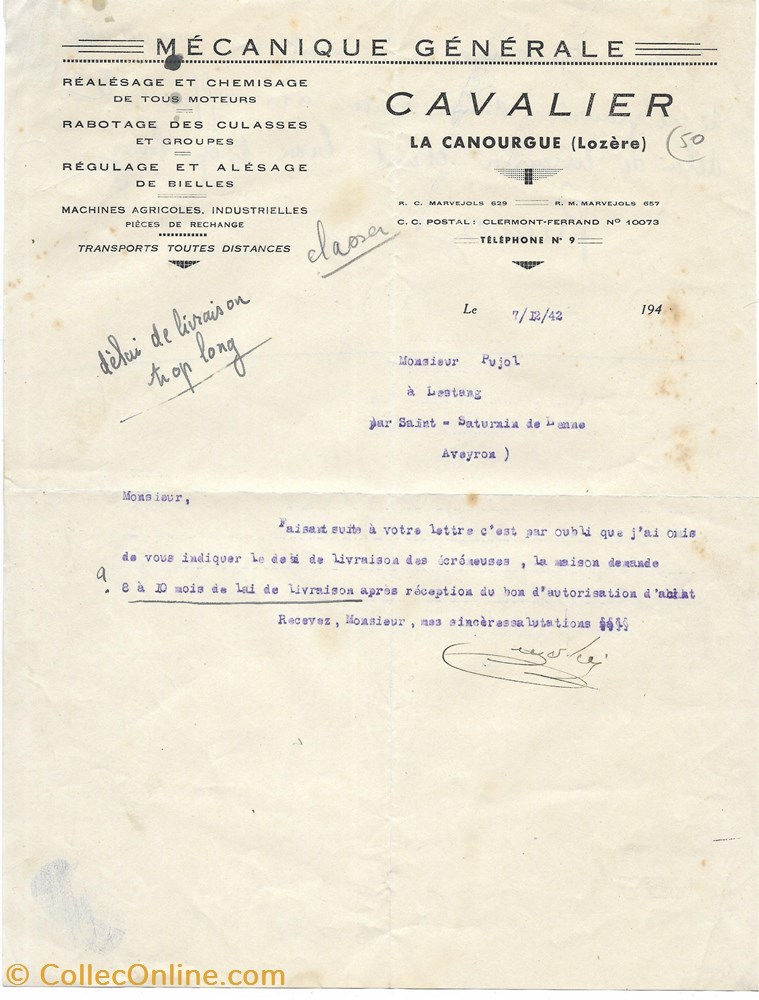 MÉCANIQUE GÉNÉRALE
RÉALÉSAGE ET CHEMISAGE
DE TOUS MOTEURS
RABOTAGE DES CULASSES
ET GROUPES
RÉGULAGE ET ALÉSAGE
DE BIELLES
MACHINES AGRICOLES, INDUSTRIELLES
PIÈCES DE RECHANGE
TRANSPORTS TOUTES DISTANCES
CAVALIER
LA CANOURGUE (Lozère)
50
R. C. MARVEJOLS 629 R. M. MARVEJOLS 657
C. C. POSTAL : CLERMONT-FERRAND No 10073
TÉLÉPHONE No 9
classer
délai de livraison
trop long
Le 7/12/42 194
Monsieur Pujol
à Lestang
par Saint - Saturnin de Lenne
Aveyron )
Monsieur,
Faisant suite à votre lettre c'est par oubli que j'ai omis
de vous indiquer le délai de livraison des écrémeuses , la maison demande
8 à 10 mois de lai de livraison après réception du bon d'autorisation d'achat
Recevez, Monsieur, mes sincèressalutations
© CollecOnline.com